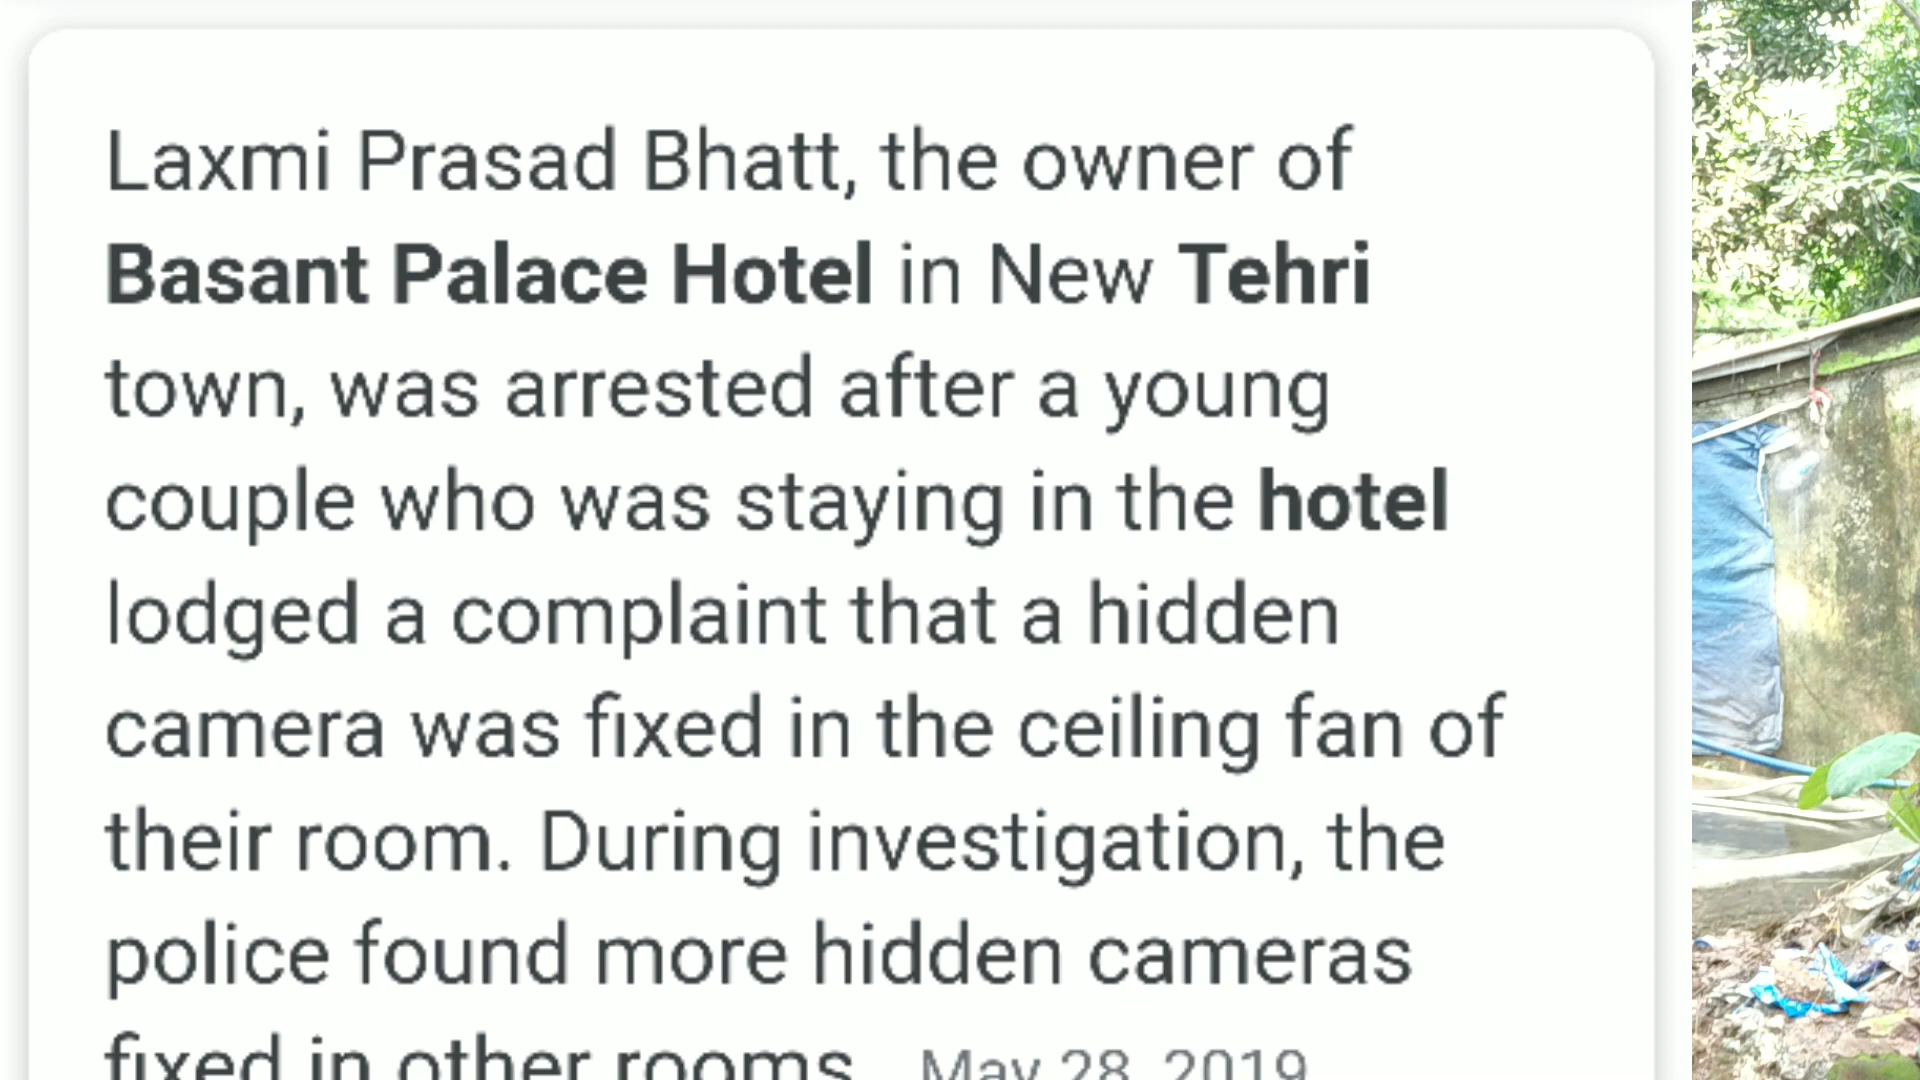 Laxmi Prasad Bhatt, the owner of
Basant Palace Hotel in New Tehri
town, was arrested after a young
couple who was staying in the hotel
lodged a complaint that a hidden
camera was fixed in the ceiling fan of
their room. During investigation, the
police found more hidden cameras
fixed in other rooms. May 28, 2019